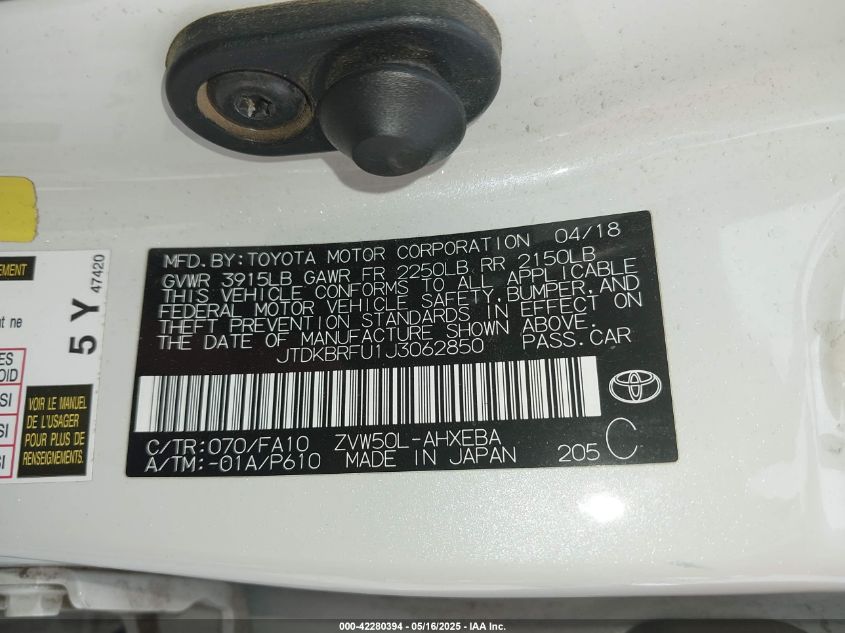 MFD. BY: TOYOTA MOTOR CORPORATION 04/18
GVWR 3915LB GAWR FR 2250LB RR 2150LB
THIS VEHICLE CONFORMS TO ALL APPLICABLE
FEDERAL MOTOR VEHICLE SAFETY, BUMPER, AND
THEFT PREVENTION STANDARDS IN EFFECT ON
THE DATE OF MANUFACTURE SHOWN ABOVE.
JTDKBRFU1J3062850 PASS. CAR
C/TR: 070/FA10 ZVW50L-AHXEBA
A/TM: -01A/P610 MADE IN JAPAN 205 C
5 Y 47420
VOIR LE MANUEL
DE L'USAGER
POUR PLUS DE
RENSEIGNEMENTS
000-42280394 - 05/16/2025 - IAA Inc.